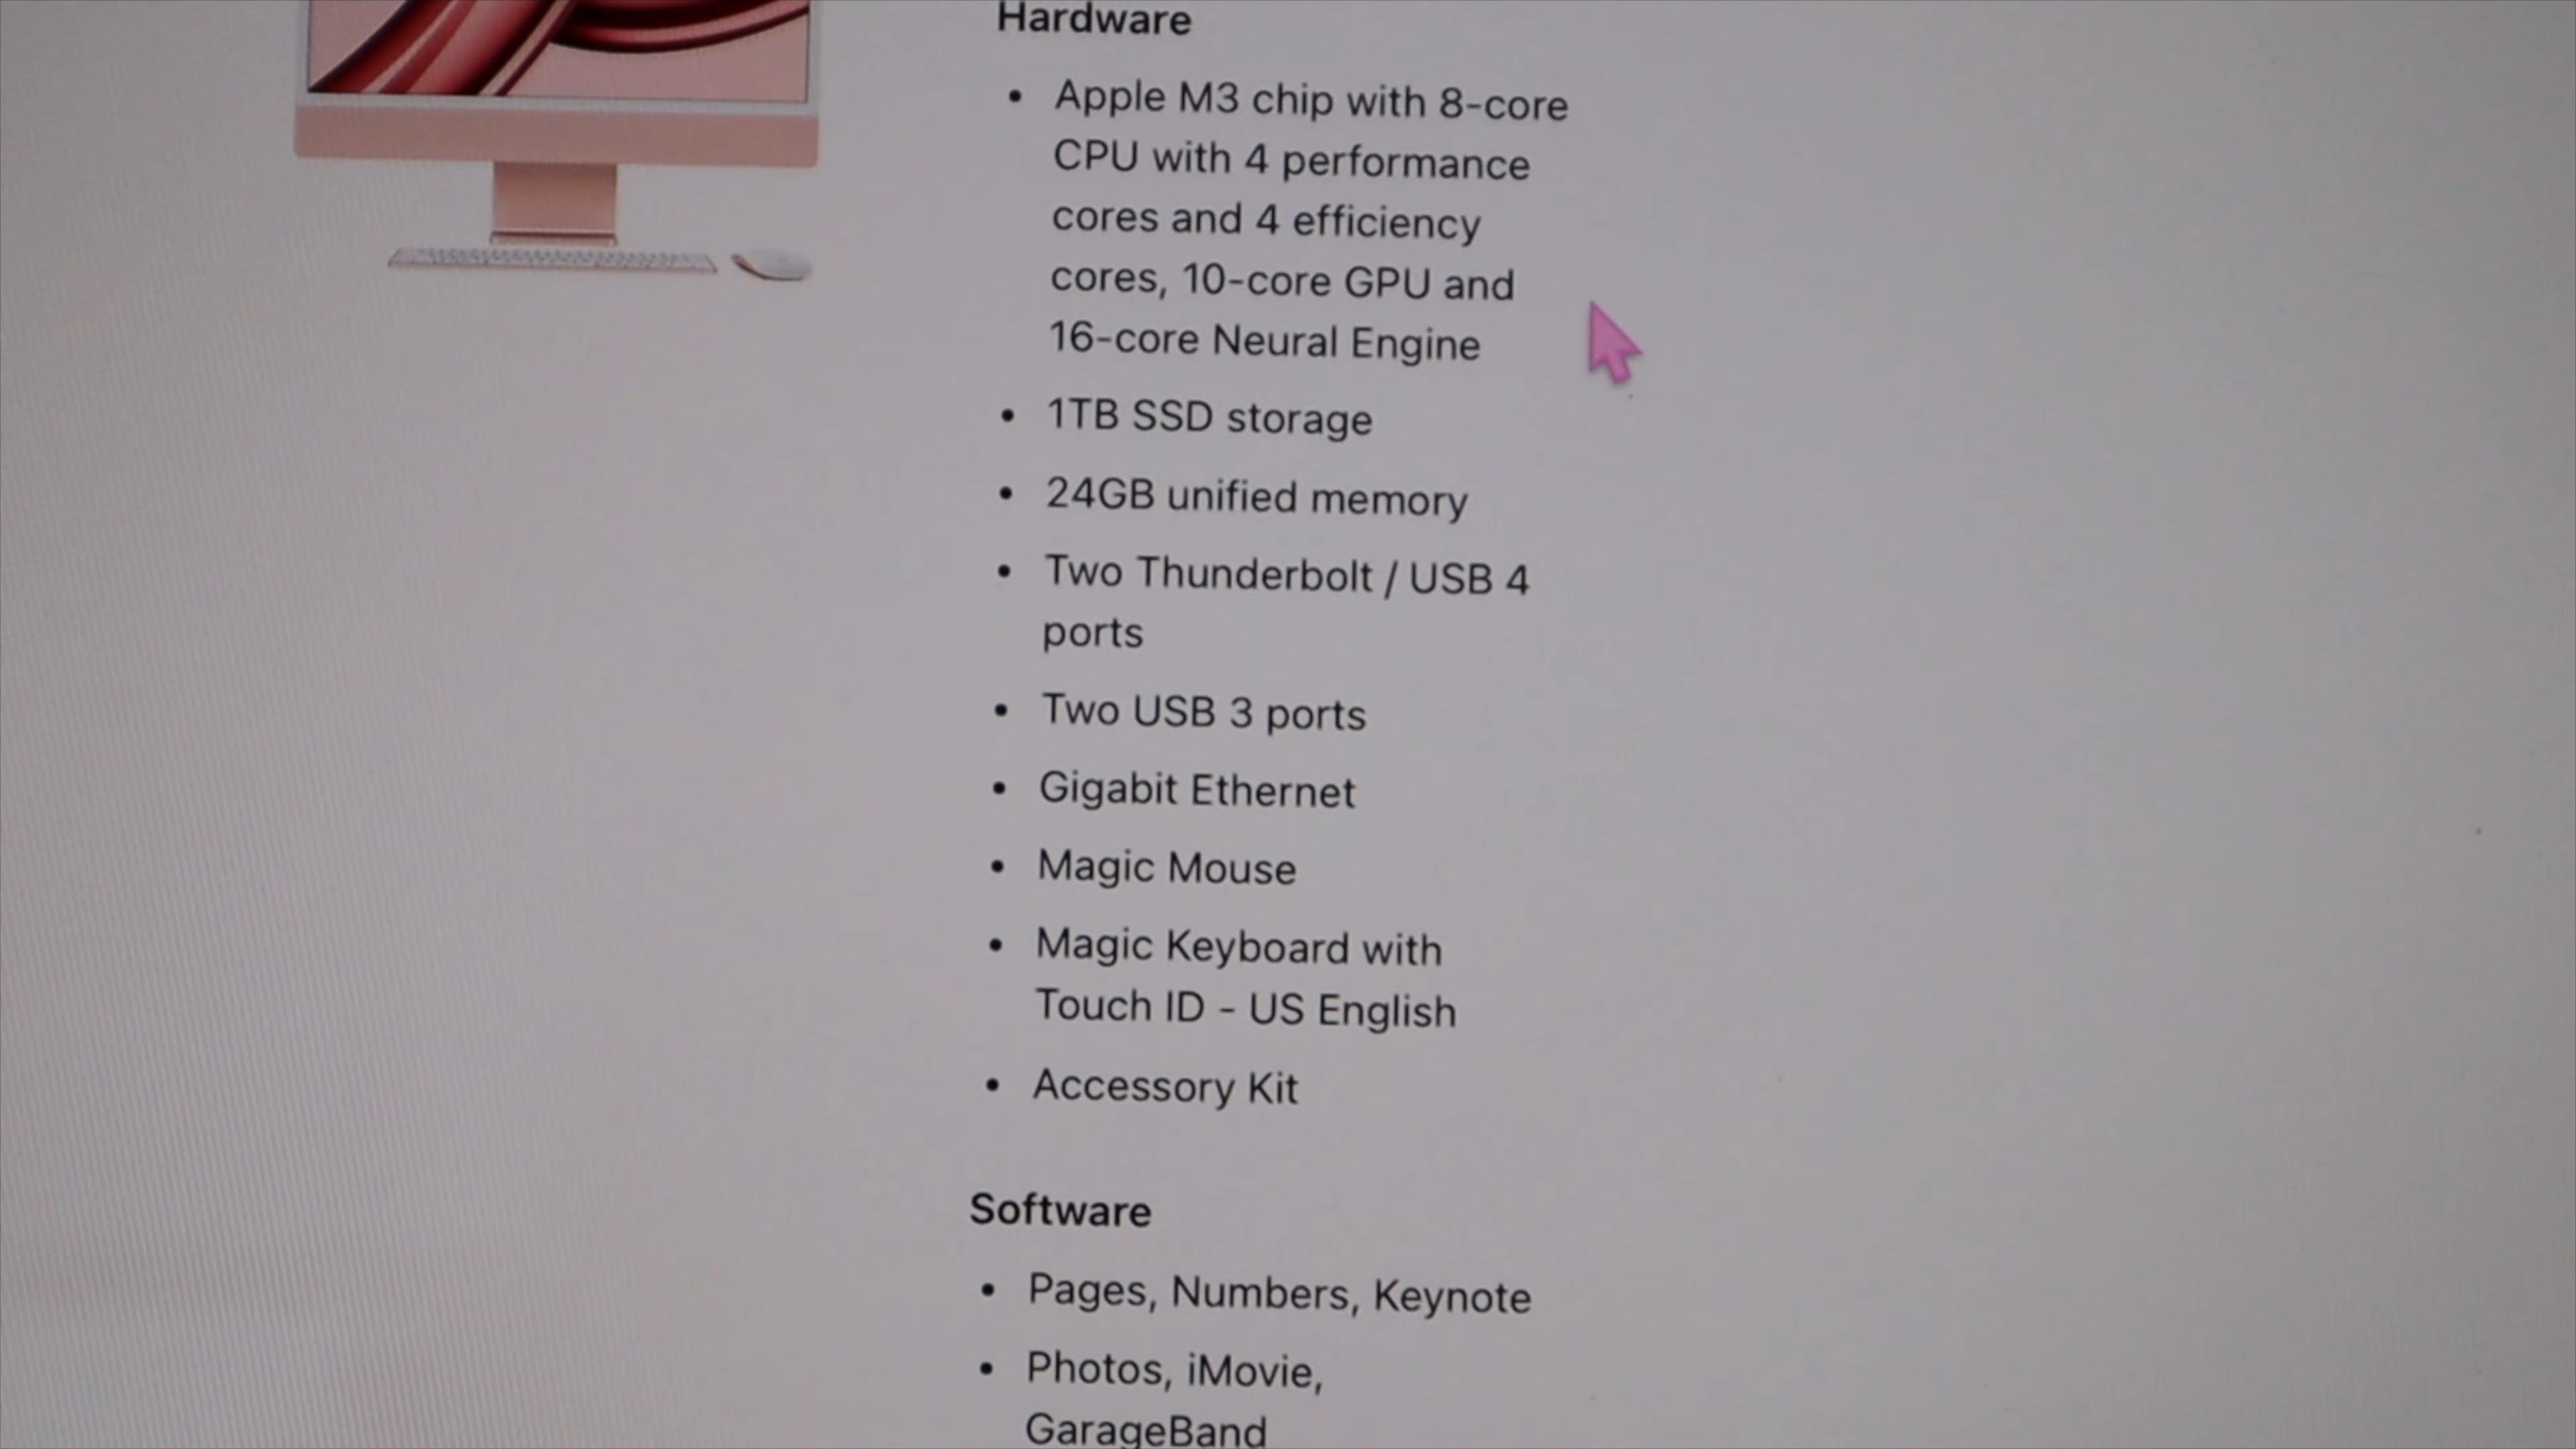 Hardware
• Apple M3 chip with 8-core
CPU with 4 performance
cores and 4 efficiency
cores, 10-core GPU and
16-core Neural Engine
• 1TB SSD storage
• 24GB unified memory
• Two Thunderbolt / USB 4
ports
• Two USB 3 ports
• Gigabit Ethernet
• Magic Mouse
• Magic Keyboard with
Touch ID - US English
• Accessory Kit
Software
• Pages, Numbers, Keynote
• Photos, iMovie,
GarageBand